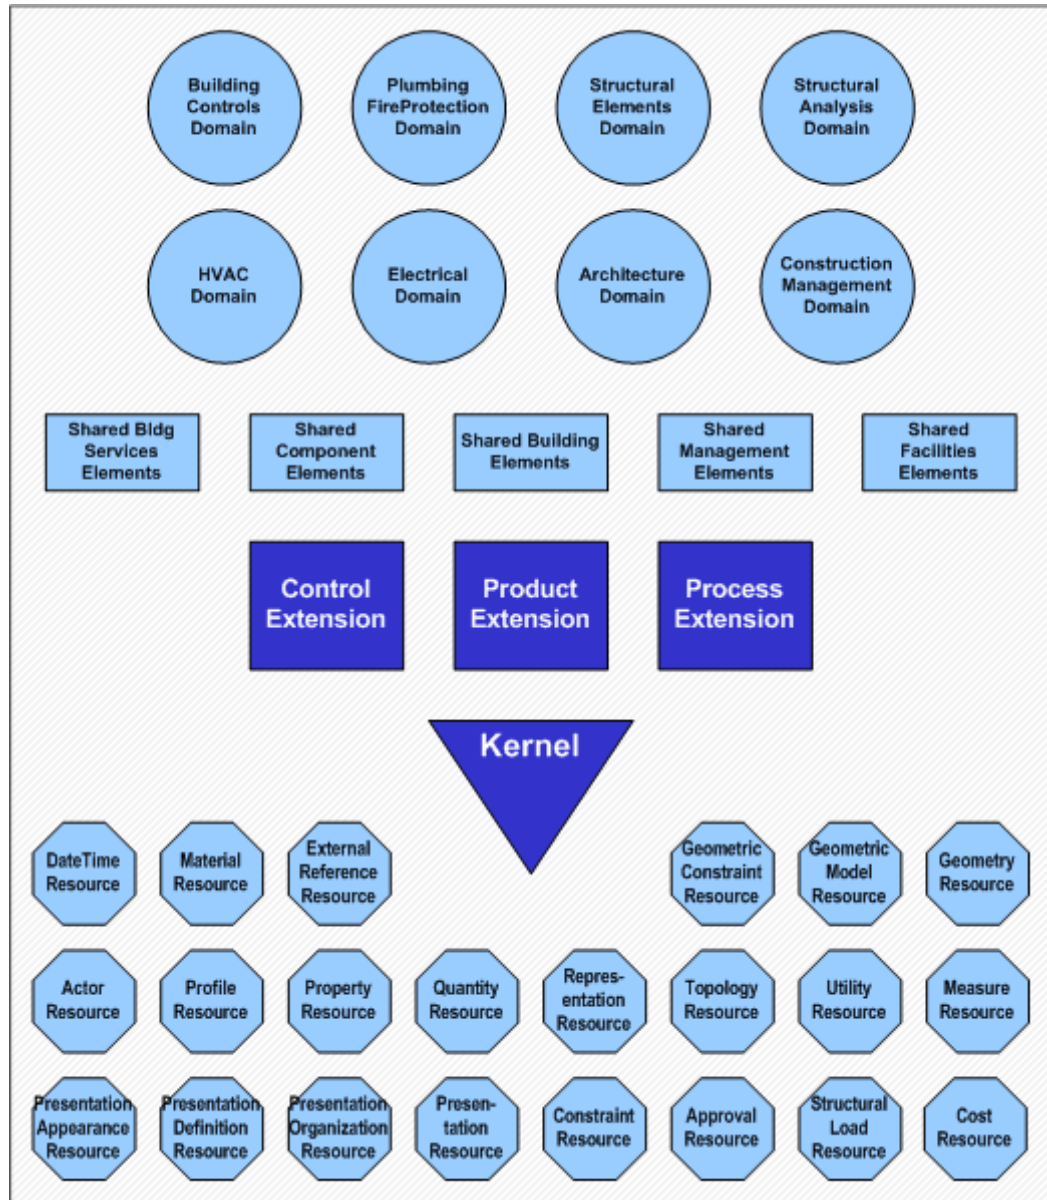 Building
Controls
Domain
Plumbing
FireProtection
Domain
Structural
Elements
Domain
Structural
Analysis
Domain
HVAC
Domain
Electrical
Domain
Architecture
Domain
Construction
Management
Domain
Shared Bldg
Services
Elements
Shared
Component
Elements
Shared Building
Elements
Shared
Management
Elements
Shared
Facilities
Elements
Control
Extension
Product
Extension
Process
Extension
Kernel
DateTime
Resource
Material
Resource
External
Reference
Resource
Geometric
Constraint
Resource
Geometric
Model
Resource
Geometry
Resource
Actor
Resource
Profile
Resource
Property
Resource
Quantity
Resource
Repres-
entation
Resource
Topology
Resource
Utility
Resource
Measure
Resource
Presentation
Appearance
Resource
Presentation
Definition
Resource
Presentation
Organization
Resource
Presen-
tation
Resource
Constraint
Resource
Approval
Resource
Structural
Load
Resource
Cost
Resource